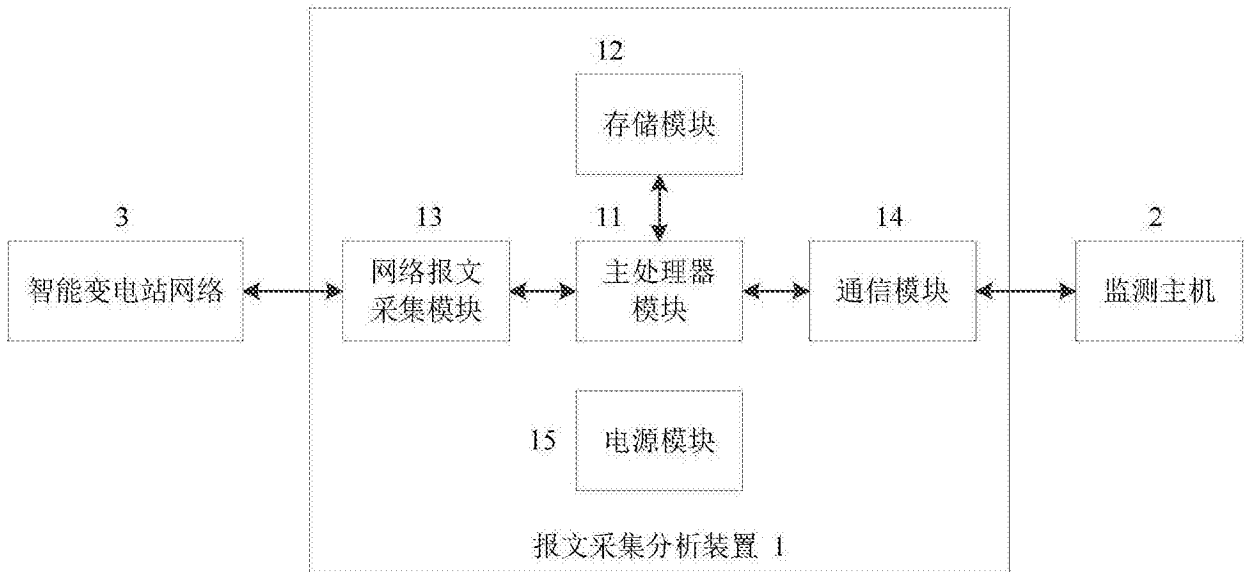 12
存储模块
3
13
11
14
2
智能变电站网络
网络报文
采集模块
主处理器
模块
通信模块
监测主机
15
电源模块
报文采集分析装置 1